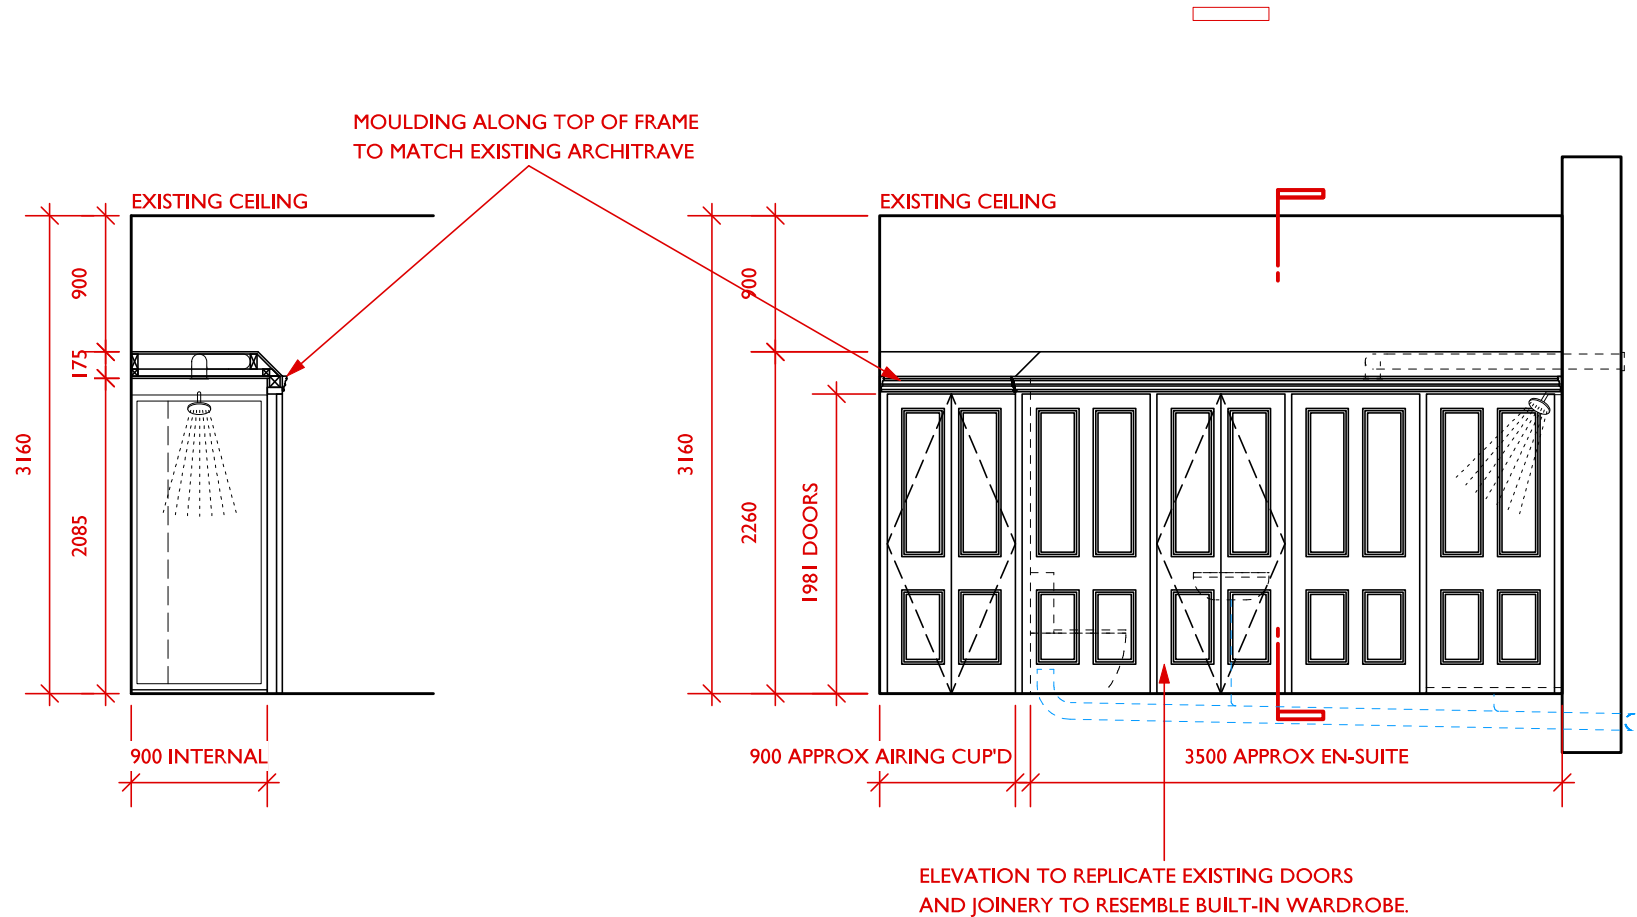 MOULDING ALONG TOP OF FRAME
TO MATCH EXISTING ARCHITRAVE
EXISTING CEILING
EXISTING CEILING
900
175
3160
2085
900 INTERNAL
900
3160
2260
1981 DOORS
900 APPROX AIRING CUP'D
3500 APPROX EN-SUITE
ELEVATION TO REPLICATE EXISTING DOORS
AND JOINERY TO RESEMBLE BUILT-IN WARDROBE.